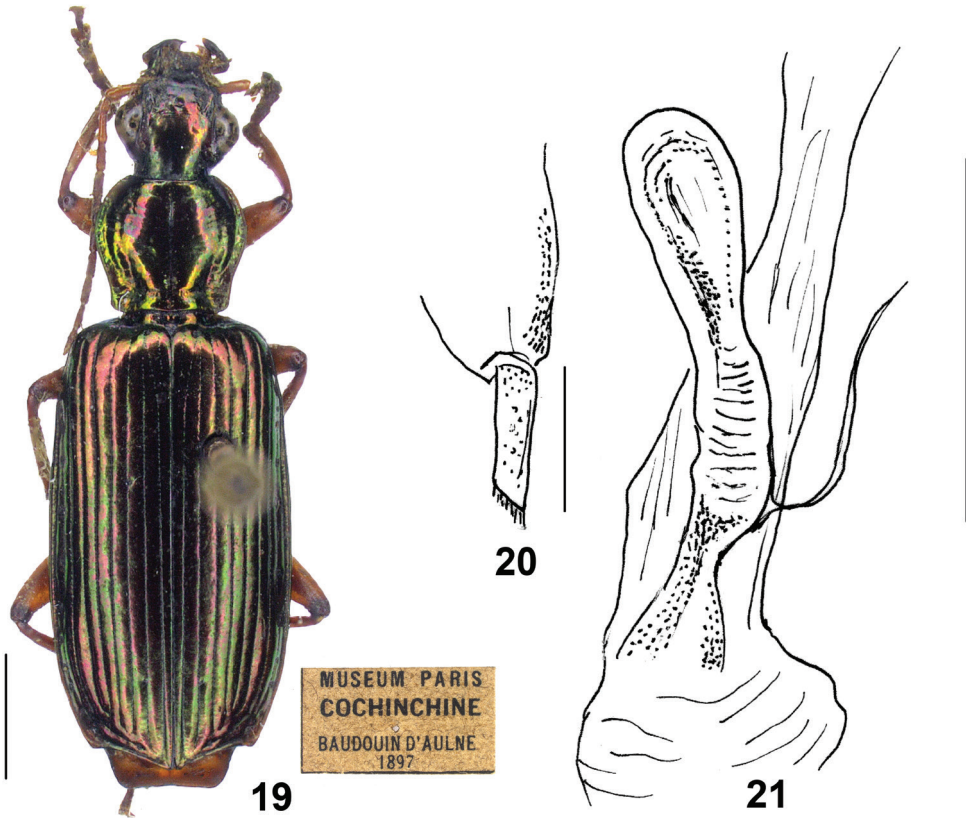 20
MUSEUM PARIS
COCHINCHINE
BAUDOUIN D'AULNE
1897
19
21